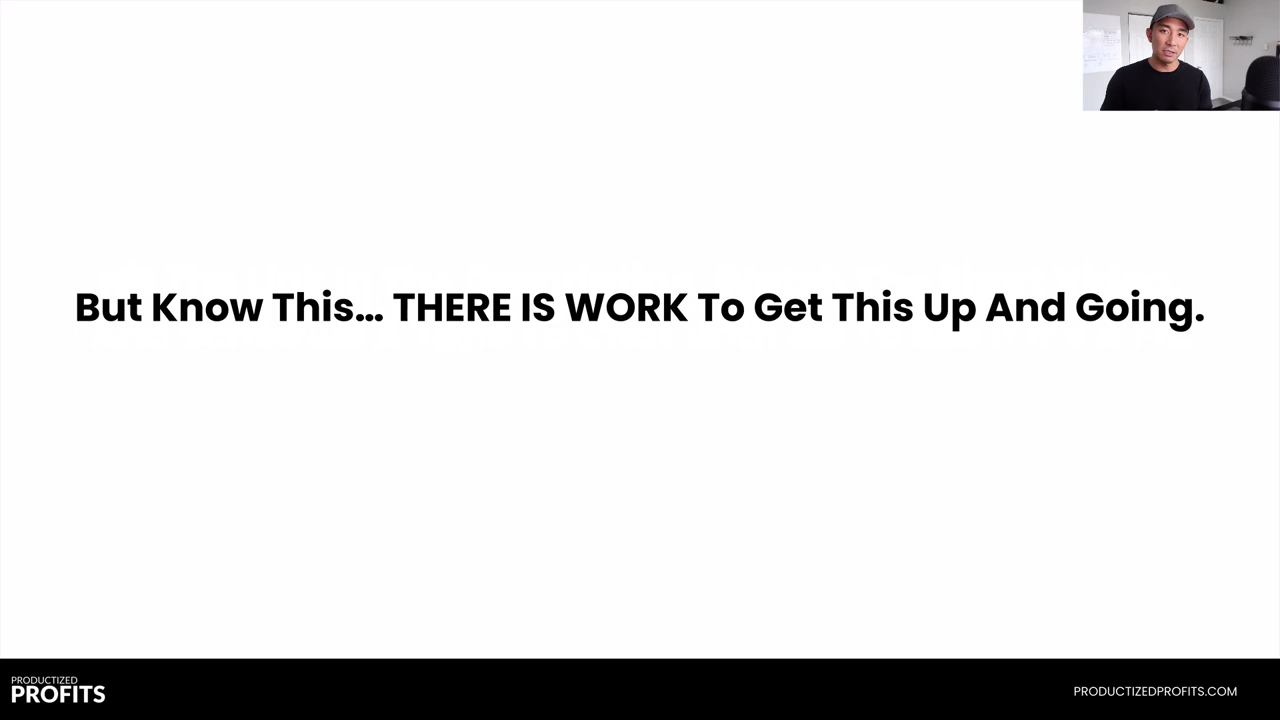 But Know This... THERE IS WORK To Get This Up And Going.
PRODUCTIZED
PROFITS
PRODUCTIZEDPROFITS.COM